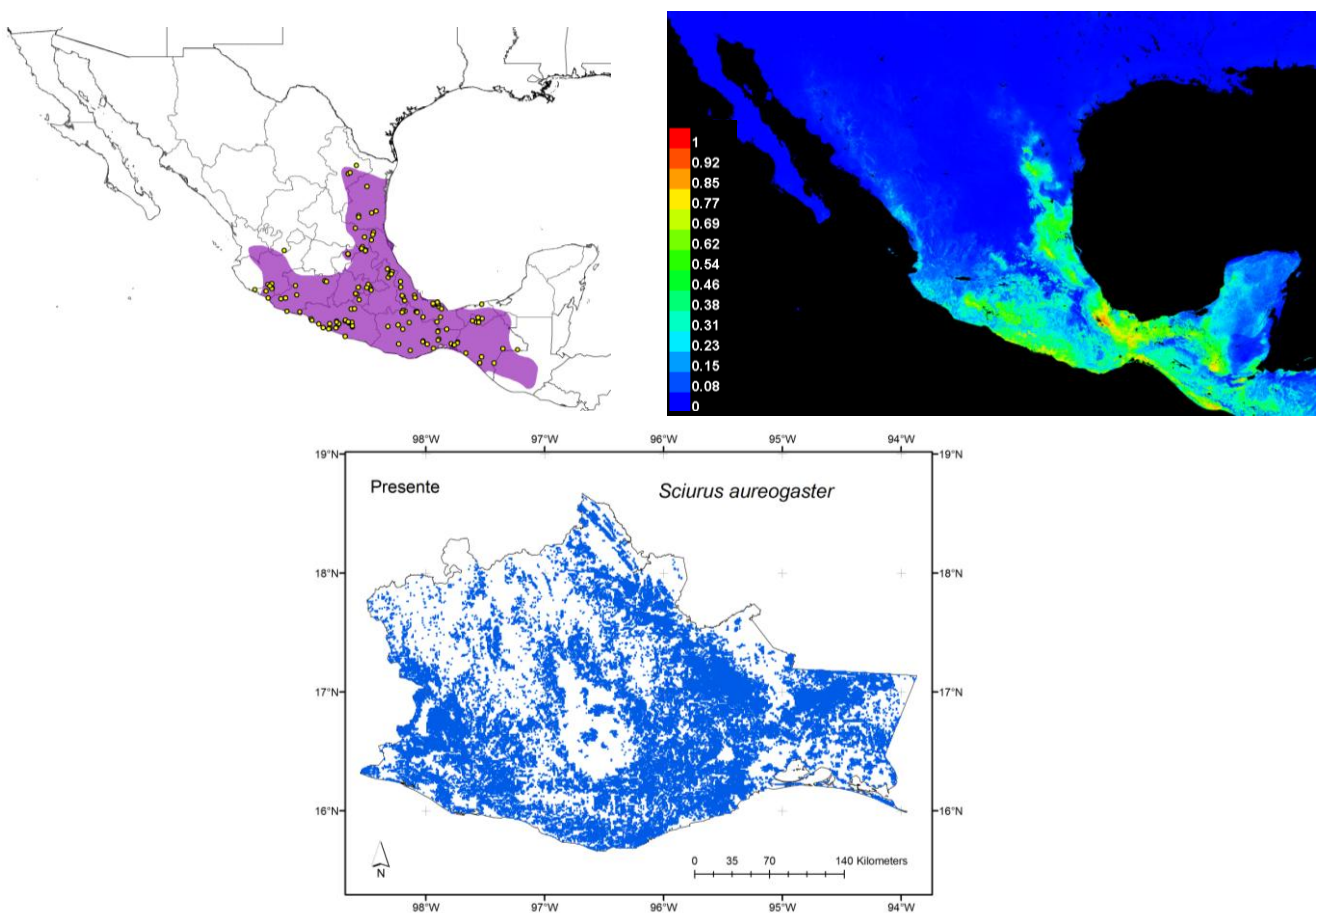 1
0.92
0.85
0.77
0.69
0.62
0.54
0.46
0.38
0.31
0.23
0.15
0.08
0
98°W 97°W 96°W 95°W 94°W
19°N 19°N
Presente Sciurus aureogaster
18°N 18°N
17°N 17°N
16°N 16°N
0 35 70 140 Kilometers
N
98°W 97°W 96°W 95°W 94°W